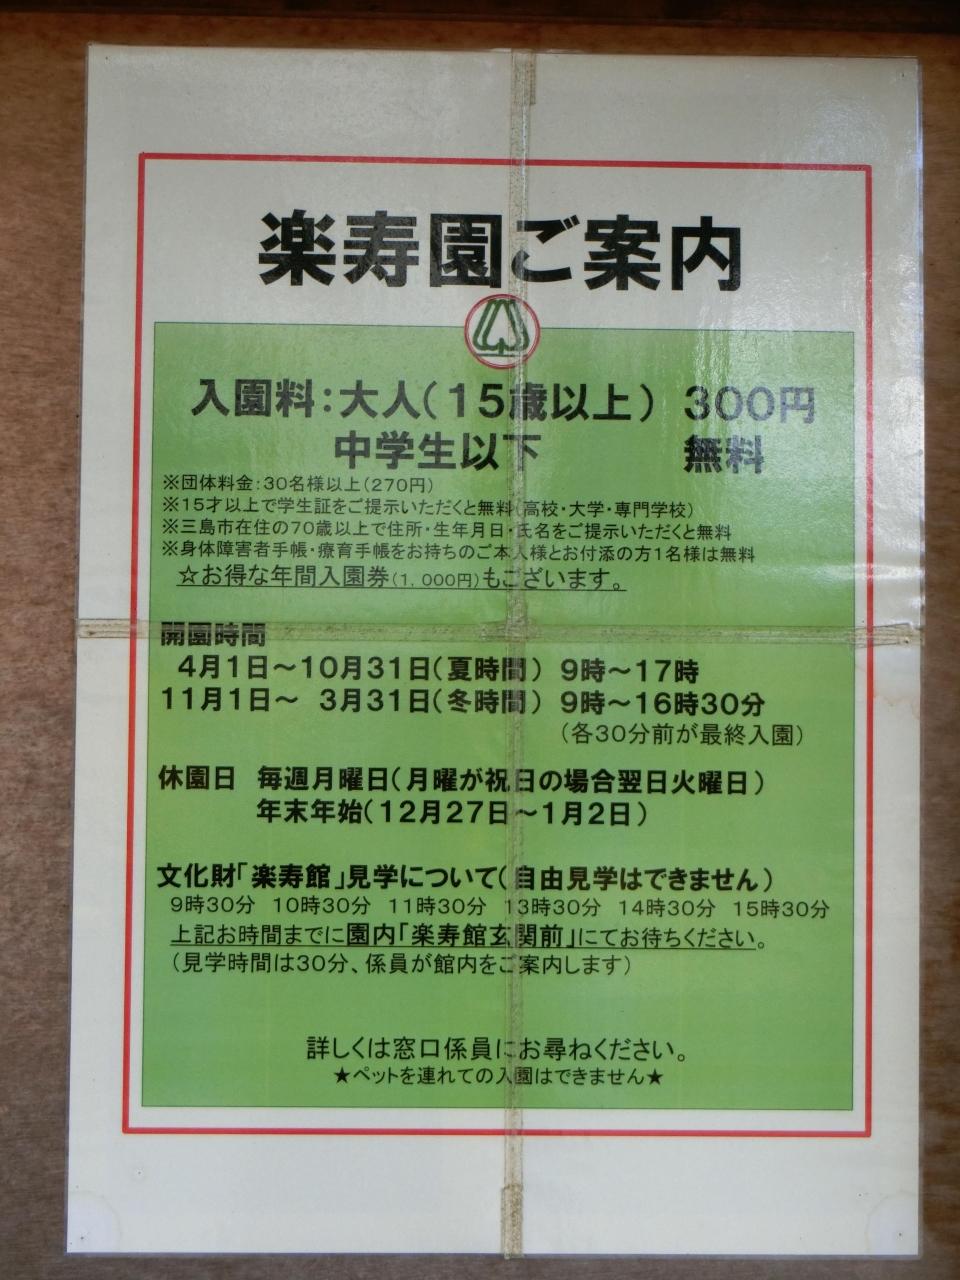 楽寿園ご案内
入園料：大人（15歳以上） 300円
中学生以下 無料
※団体料金：30名様以上（270円）
※15才以上で学生証をご提示いただくと無料（高校・大学・専門学校）
※三島市在住の70歳以上で住所・生年月日・氏名をご提示いただくと無料
※身体障害者手帳・療育手帳をお持ちのご本人様とお付添の方1名様は無料
☆お得な年間入園券（1，000円）もございます。
開園時間
4月1日～10月31日（夏時間） 9時～17時
11月1日～ 3月31日（冬時間） 9時～16時30分
（各30分前が最終入園）
休園日 毎週月曜日（月曜が祝日の場合翌日火曜日）
年末年始（12月27日～1月2日）
文化財「楽寿館」見学について（自由見学はできません）
9時30分 10時30分 11時30分 13時30分 14時30分 15時30分
上記お時間までに園内「楽寿館玄関前」にてお待ちください。
（見学時間は30分、係員が館内をご案内します）
詳しくは窓口係員にお尋ねください。
★ペットを連れての入園はできません★